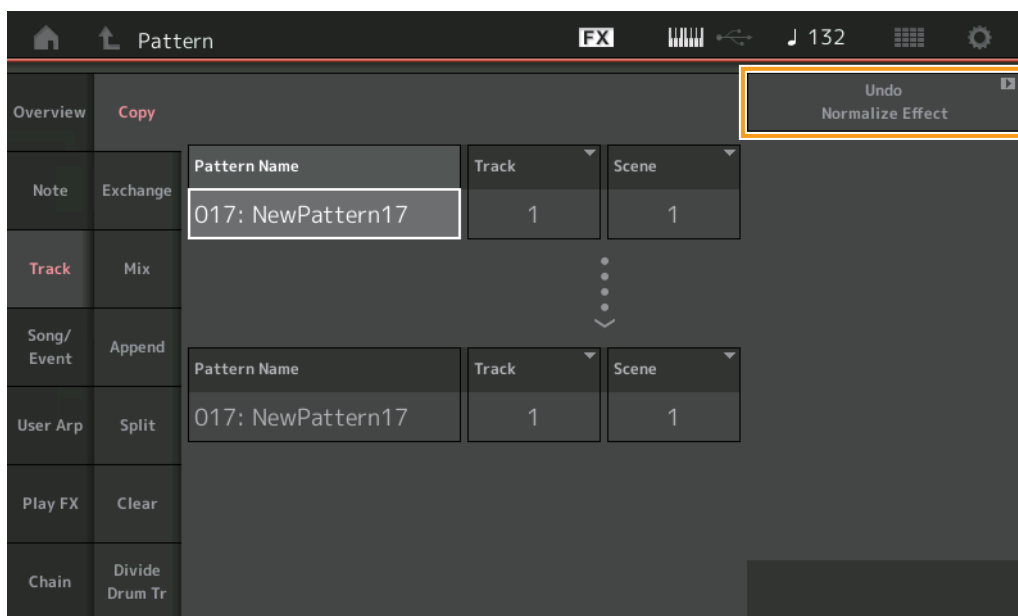 Pattern
FX
♩ 132
Overview
Copy
Undo
Normalize Effect
Note
Exchange
Pattern Name
Track
Scene
017: NewPattern17
1
1
Track
Mix
Song/
Event
Append
Pattern Name
Track
Scene
017: NewPattern17
1
1
User Arp
Split
Play FX
Clear
Chain
Divide
Drum Tr